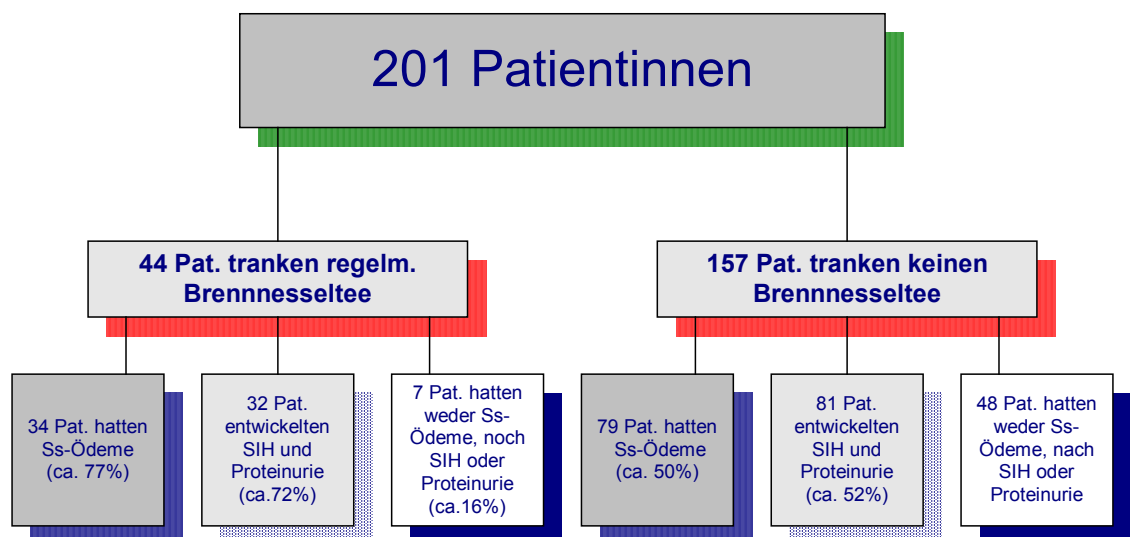 201 Patientinnen
44 Pat. tranken regelm.
Brennnesseltee
157 Pat. tranken keinen
Brennnesseltee
34 Pat. hatten
Ss-Ödeme
(ca. 77%)
32 Pat.
entwickelten
SIH und
Proteinurie
(ca.72%)
7 Pat. hatten
weder Ss-
Ödeme, noch
SIH oder
Proteinurie
(ca.16%)
79 Pat. hatten
Ss-Ödeme
(ca. 50%)
81 Pat.
entwickelten
SIH und
Proteinurie
(ca. 52%)
48 Pat. hatten
weder Ss-
Ödeme, nach
SIH oder
Proteinurie